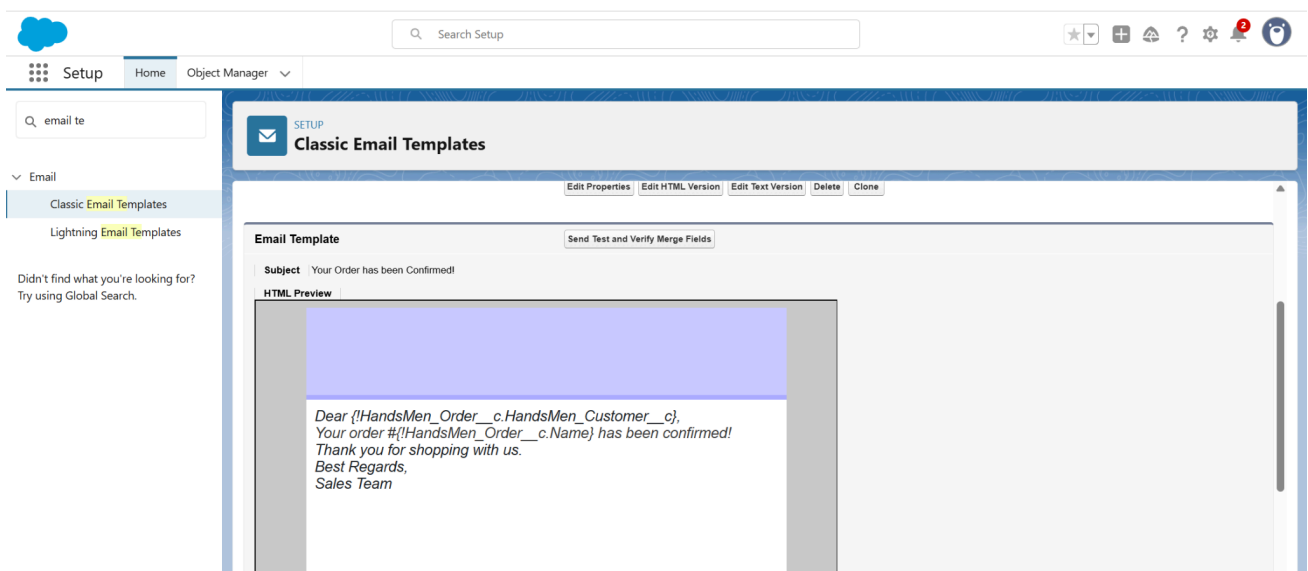 Search Setup
2
Setup
Home
Object Manager
email te
SETUP
Classic Email Templates
Email
Classic Email Templates
Lightning Email Templates
Didn't find what you're looking for?
Try using Global Search.
Edit Properties
Edit HTML Version
Edit Text Version
Delete
Clone
Email Template
Send Test and Verify Merge Fields
Subject
Your Order has been Confirmed!
HTML Preview
Dear {!HandsMen_Order__c.HandsMen_Customer__c},
Your order #{!HandsMen_Order__c.Name} has been confirmed!
Thank you for shopping with us.
Best Regards,
Sales Team